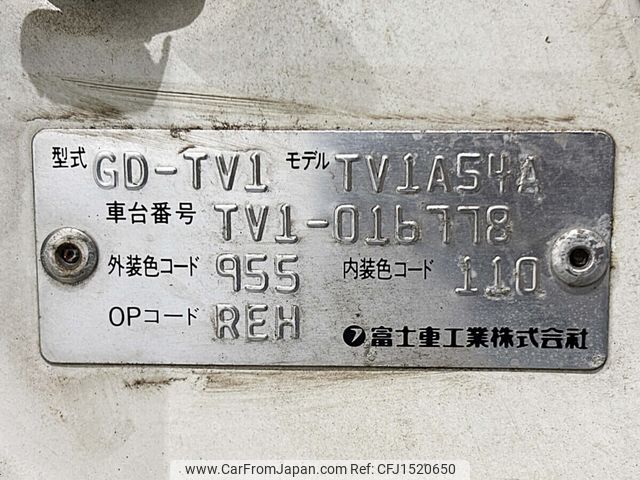 型式 GD-TV1 モデル TV1A54A
車台番号 TV1-016778
外装色コード 955 内装色コード 110
OPコード REH
富士重工業株式会社
www.CarFromJapan.com | CFJ1520650